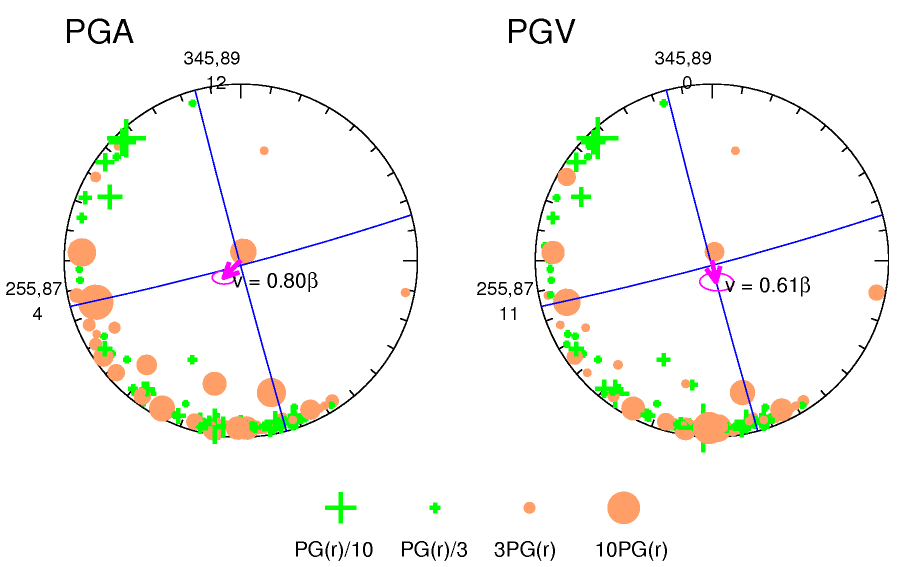 PGA
PGV
345,89
12
345,89
0
255,87
4
v = 0.80β
255,87
11
v = 0.61β
PG(r)/10 PG(r)/3 3PG(r) 10PG(r)